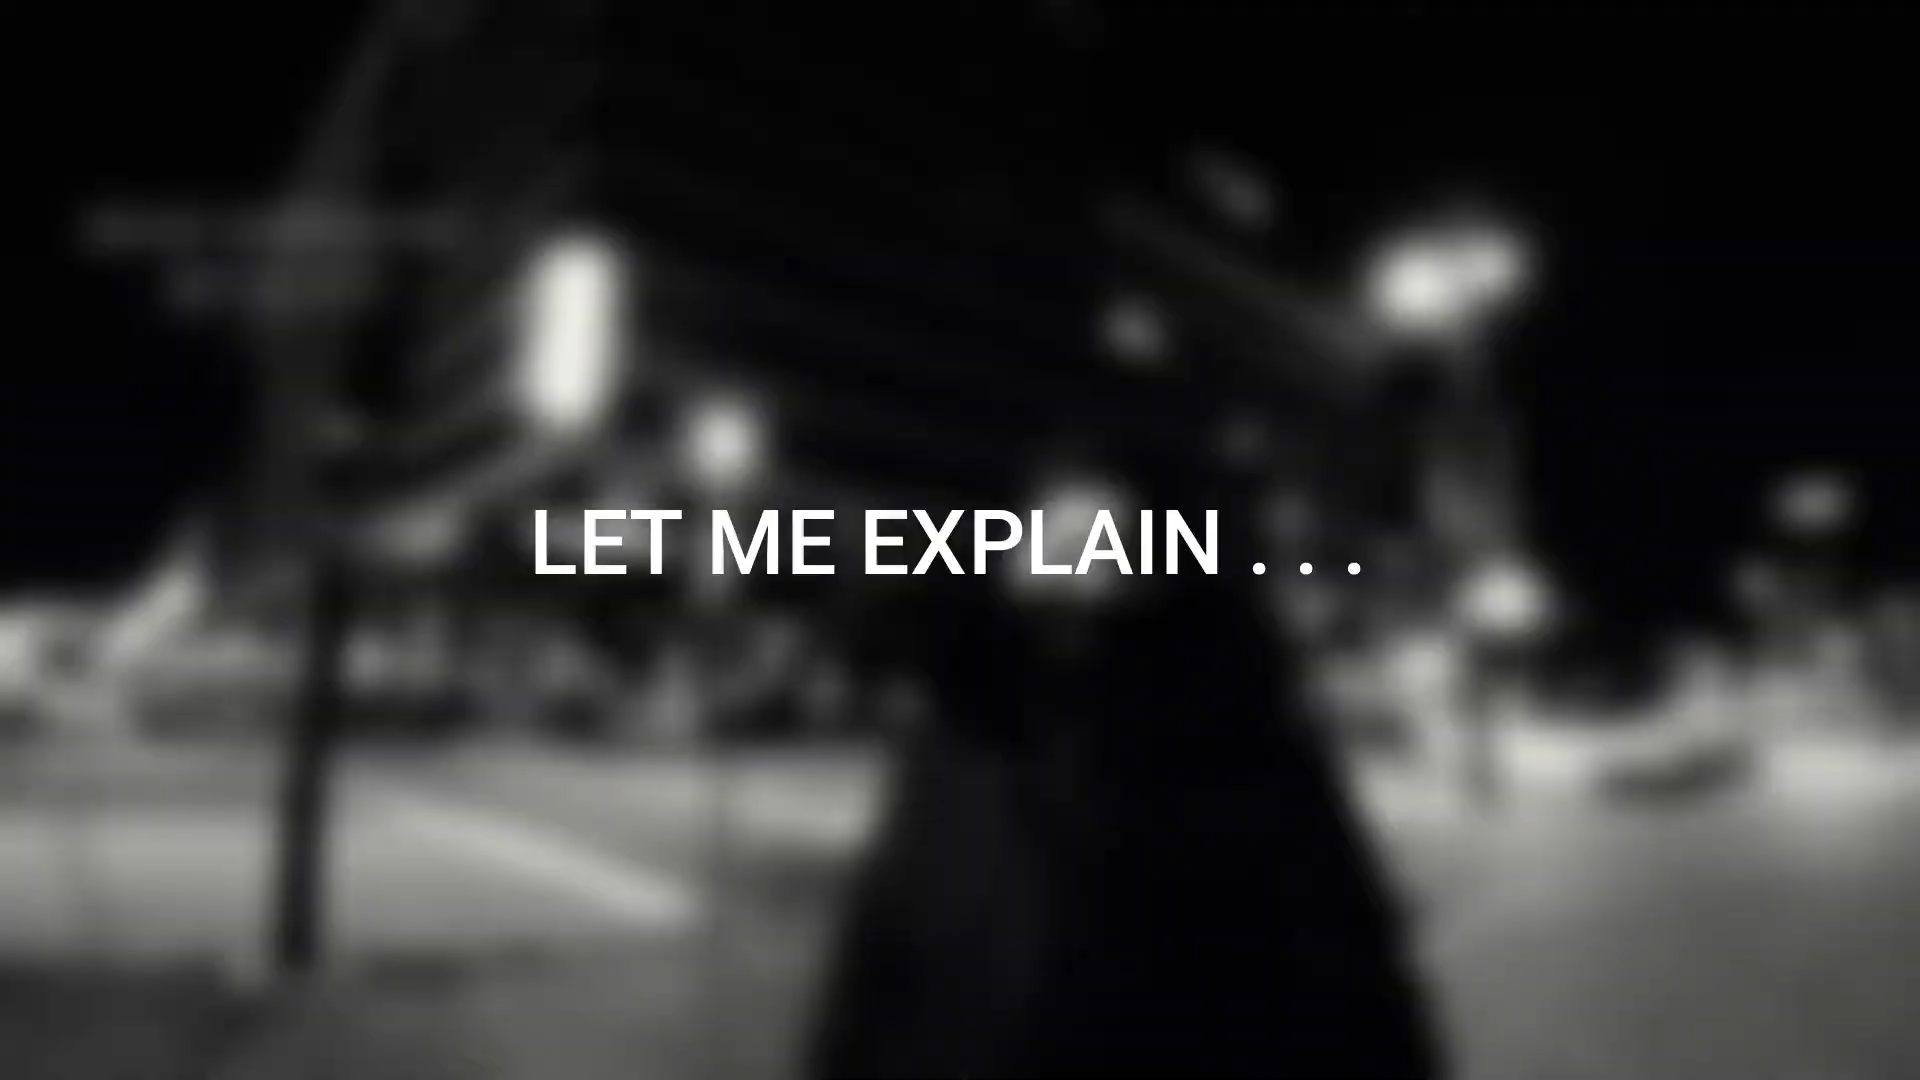 LET ME EXPLAIN . . .